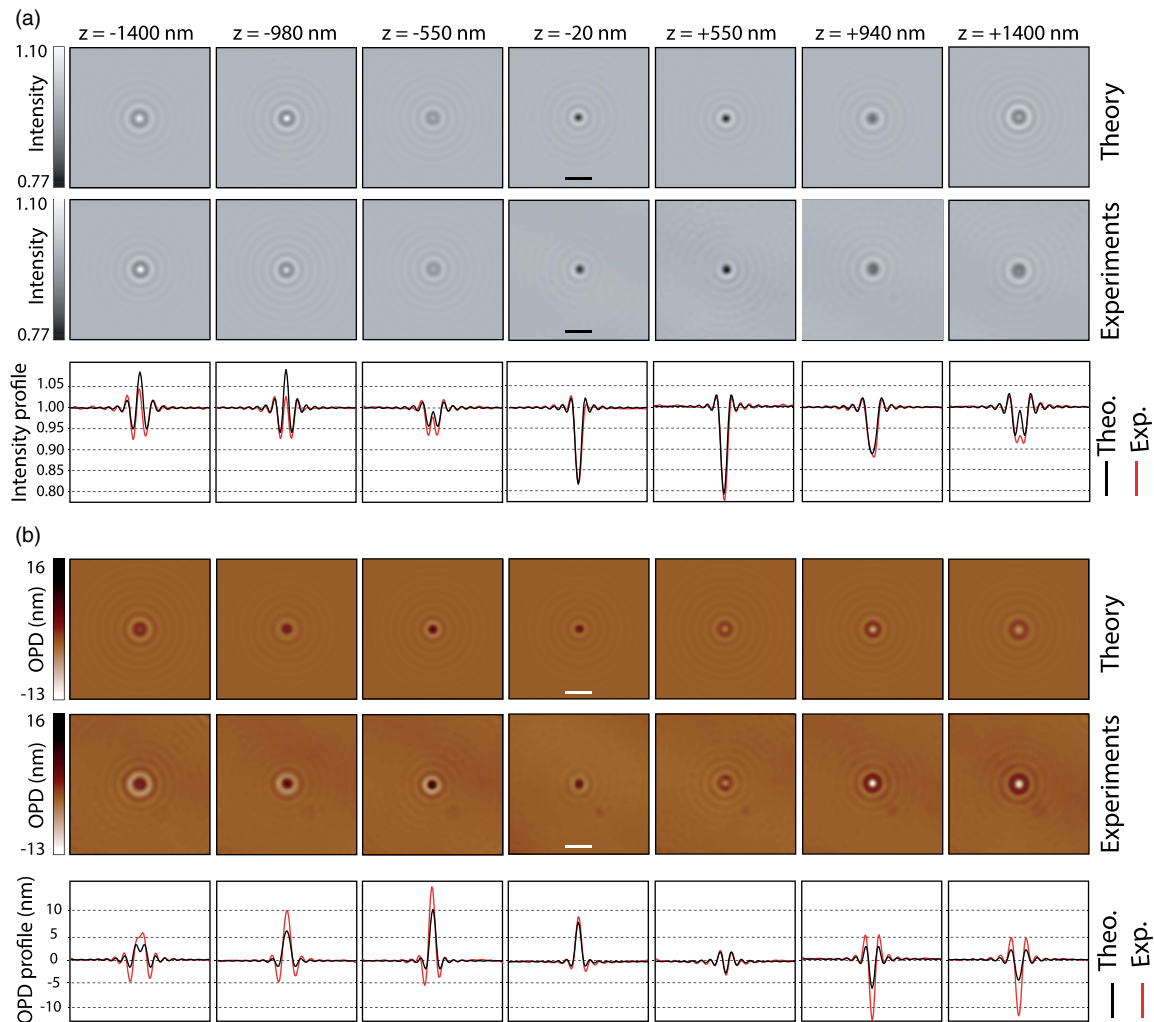 (a)
z = -1400 nm z = -980 nm z = -550 nm z = -20 nm z = +550 nm z = +940 nm z = +1400 nm
1.10
Intensity
0.77
Theory
1.10
Intensity
0.77
Experiments
Intensity profile
1.05
1.00
0.95
0.90
0.85
0.80
Theo.
Exp.
(b)
16
OPD (nm)
-13
Theory
16
OPD (nm)
-13
Experiments
OPD profile (nm)
10
5
0
-5
-10
Theo.
Exp.